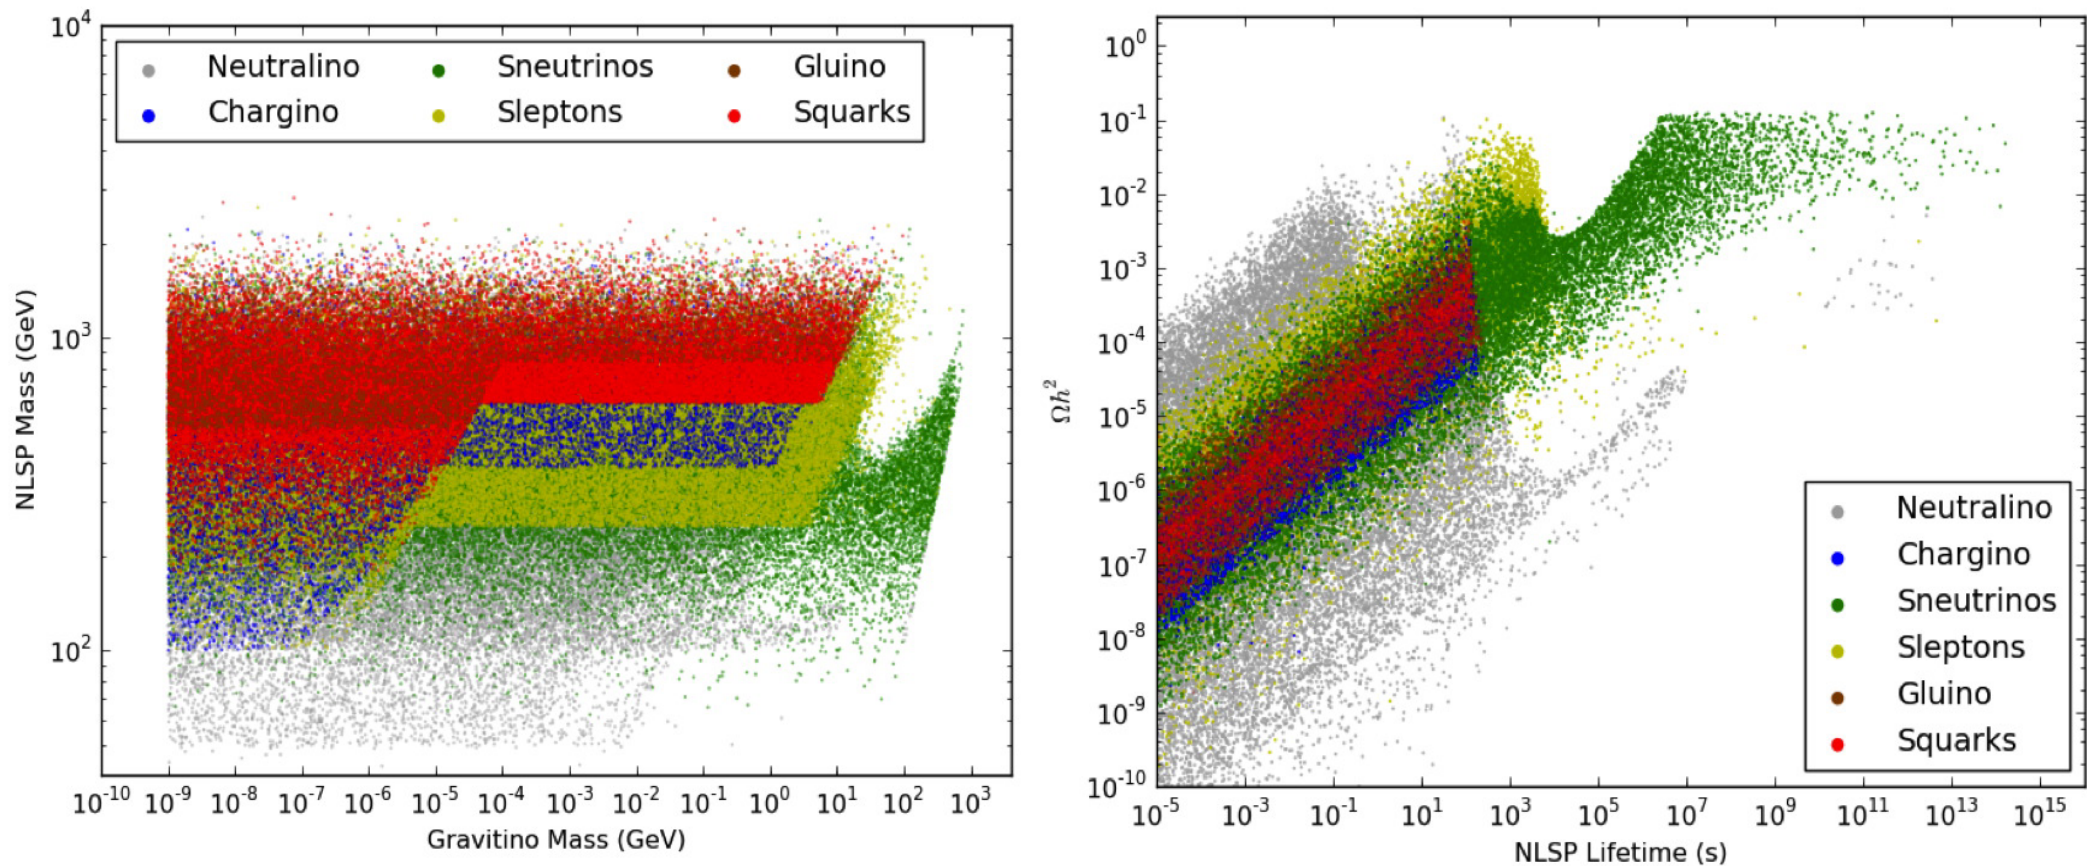 10^4
Neutralino Sneutrinos Gluino
Chargino Sleptons Squarks
10^3
10^2
NLSP Mass (GeV)
10^-10 10^-9 10^-8 10^-7 10^-6 10^-5 10^-4 10^-3 10^-2 10^-1 10^0 10^1 10^2 10^3
Gravitino Mass (GeV)
10^0
10^-1
10^-2
10^-3
10^-4
10^-5
10^-6
10^-7
10^-8
10^-9
10^-10
Ωh^2
Neutralino
Chargino
Sneutrinos
Sleptons
Gluino
Squarks
10^-5 10^-3 10^-1 10^1 10^3 10^5 10^7 10^9 10^11 10^13 10^15
NLSP Lifetime (s)